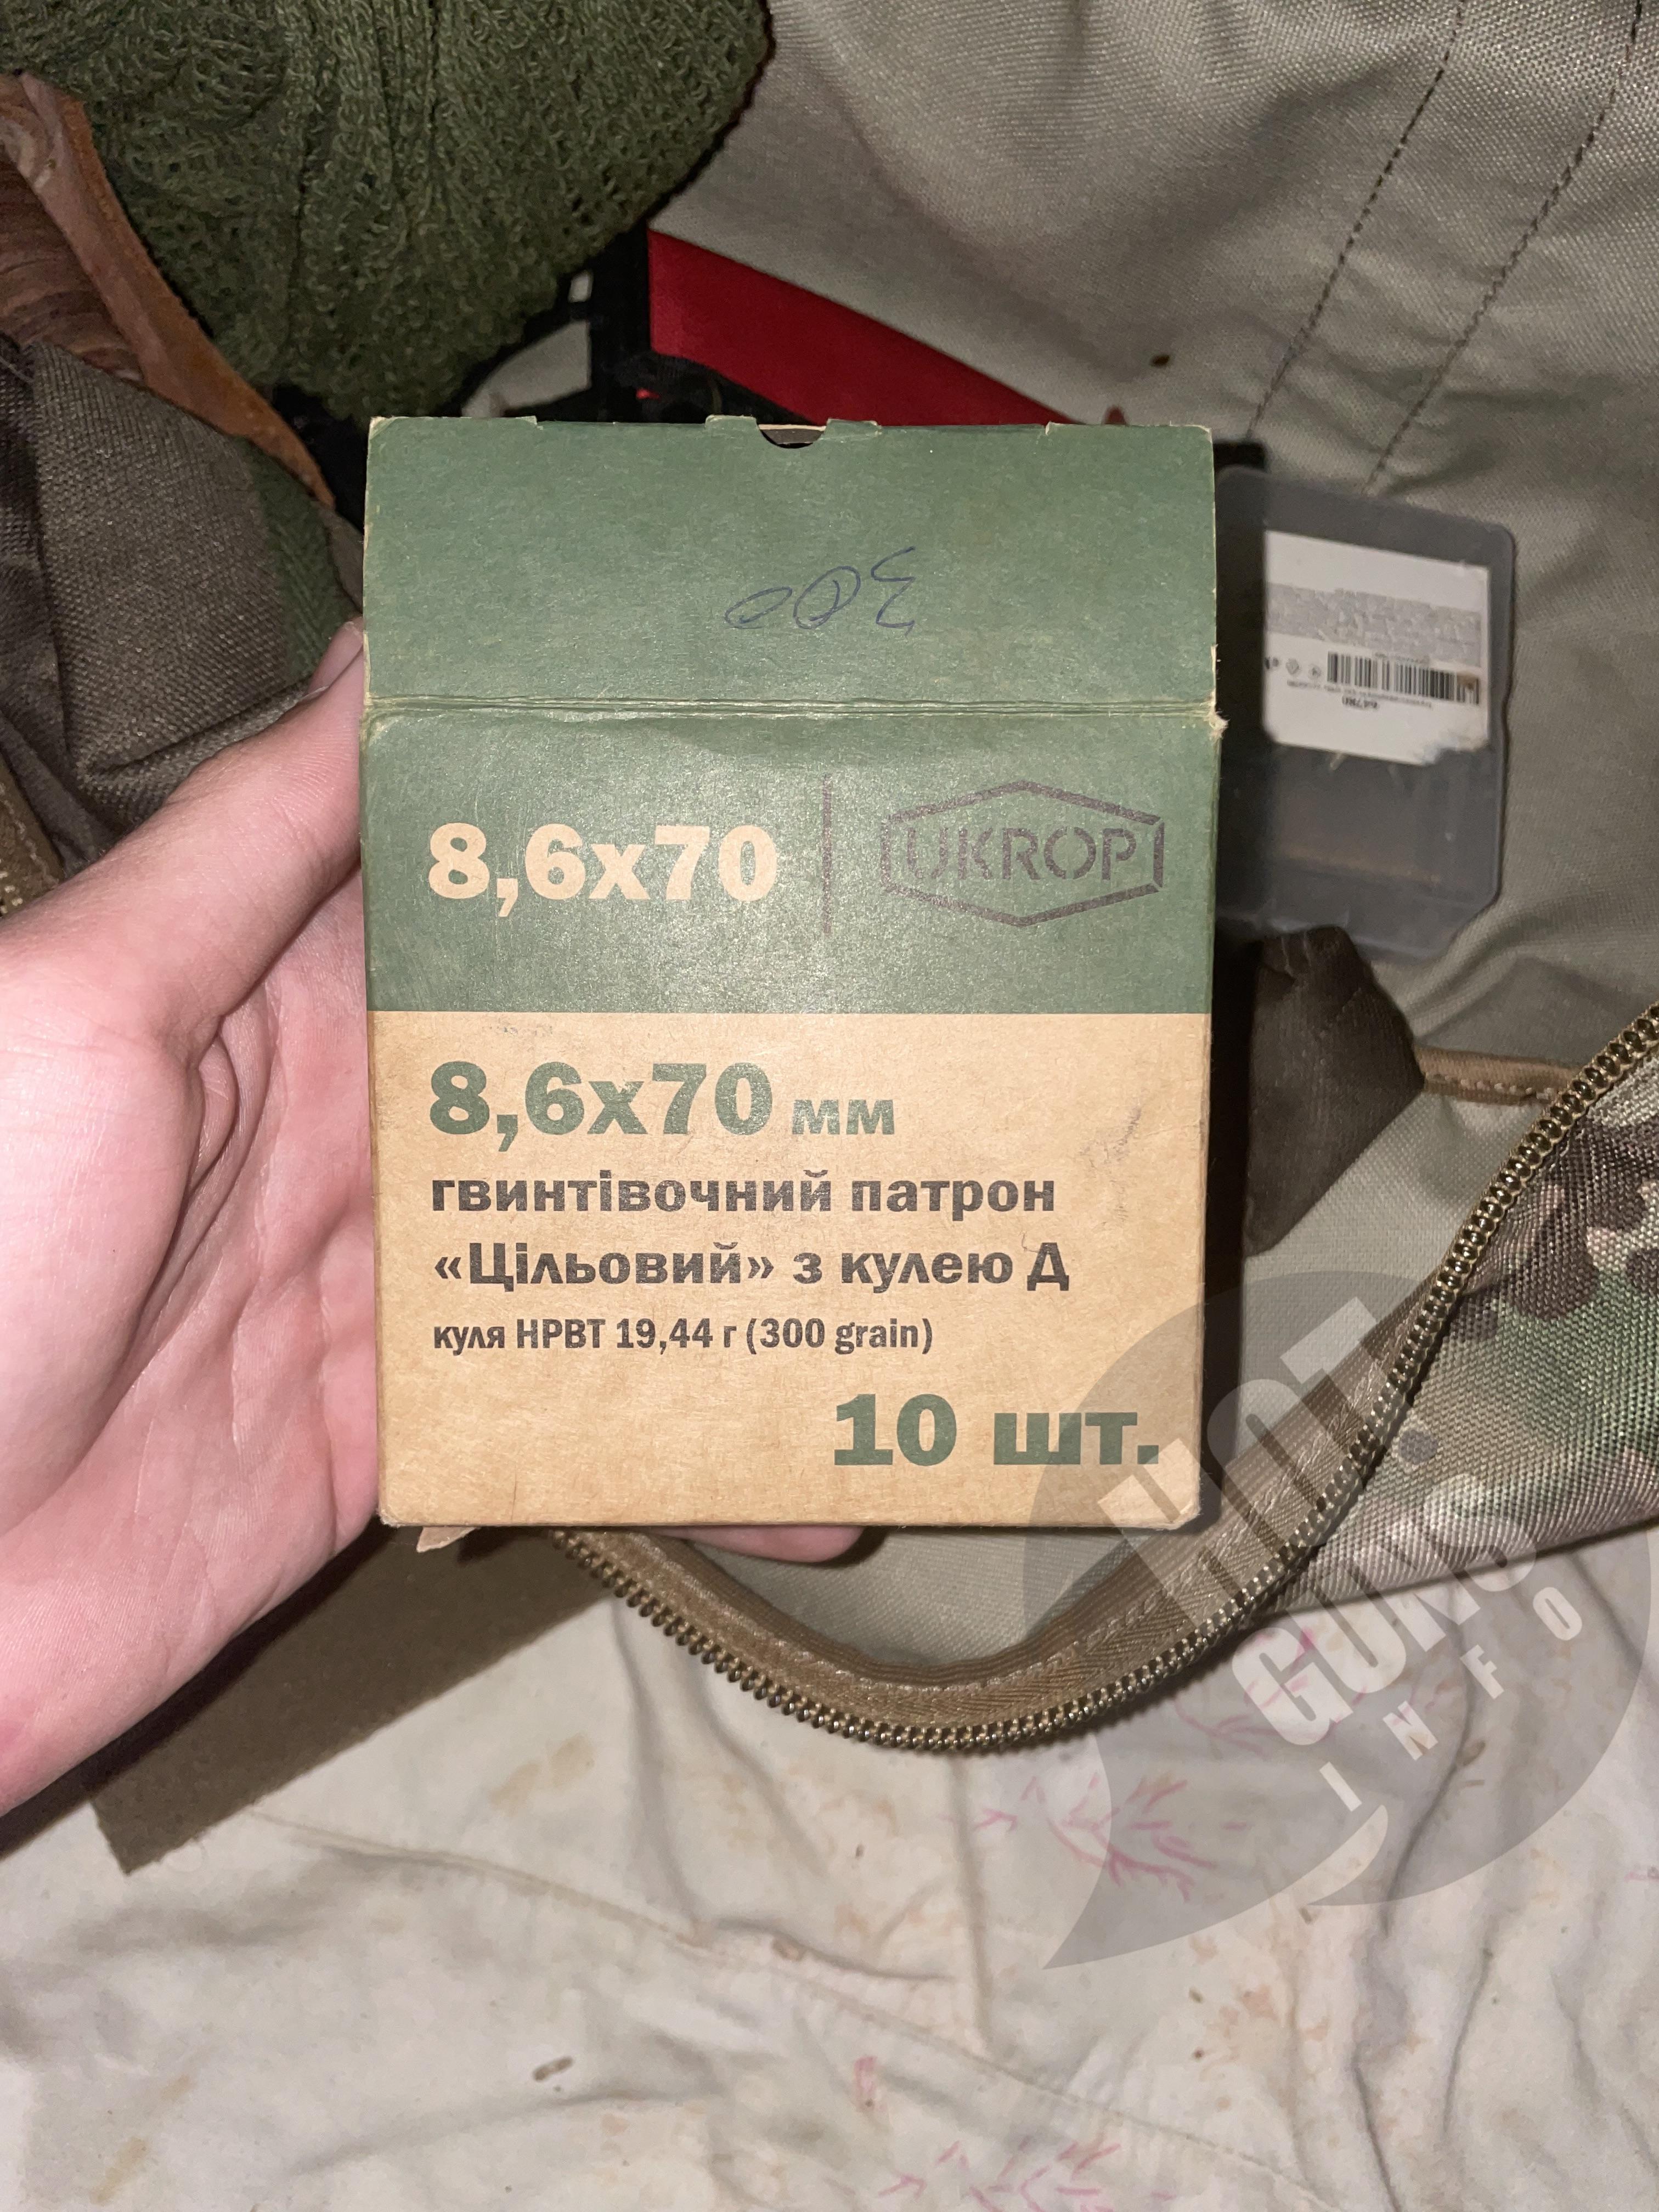 300
8,6x70 UKROP
8,6x70 мм
гвинтівочний патрон
«Цільовий» з кулею Д
куля HPBT 19,44 г (300 grain)
10 шт.
HOT
GUNS
INFO